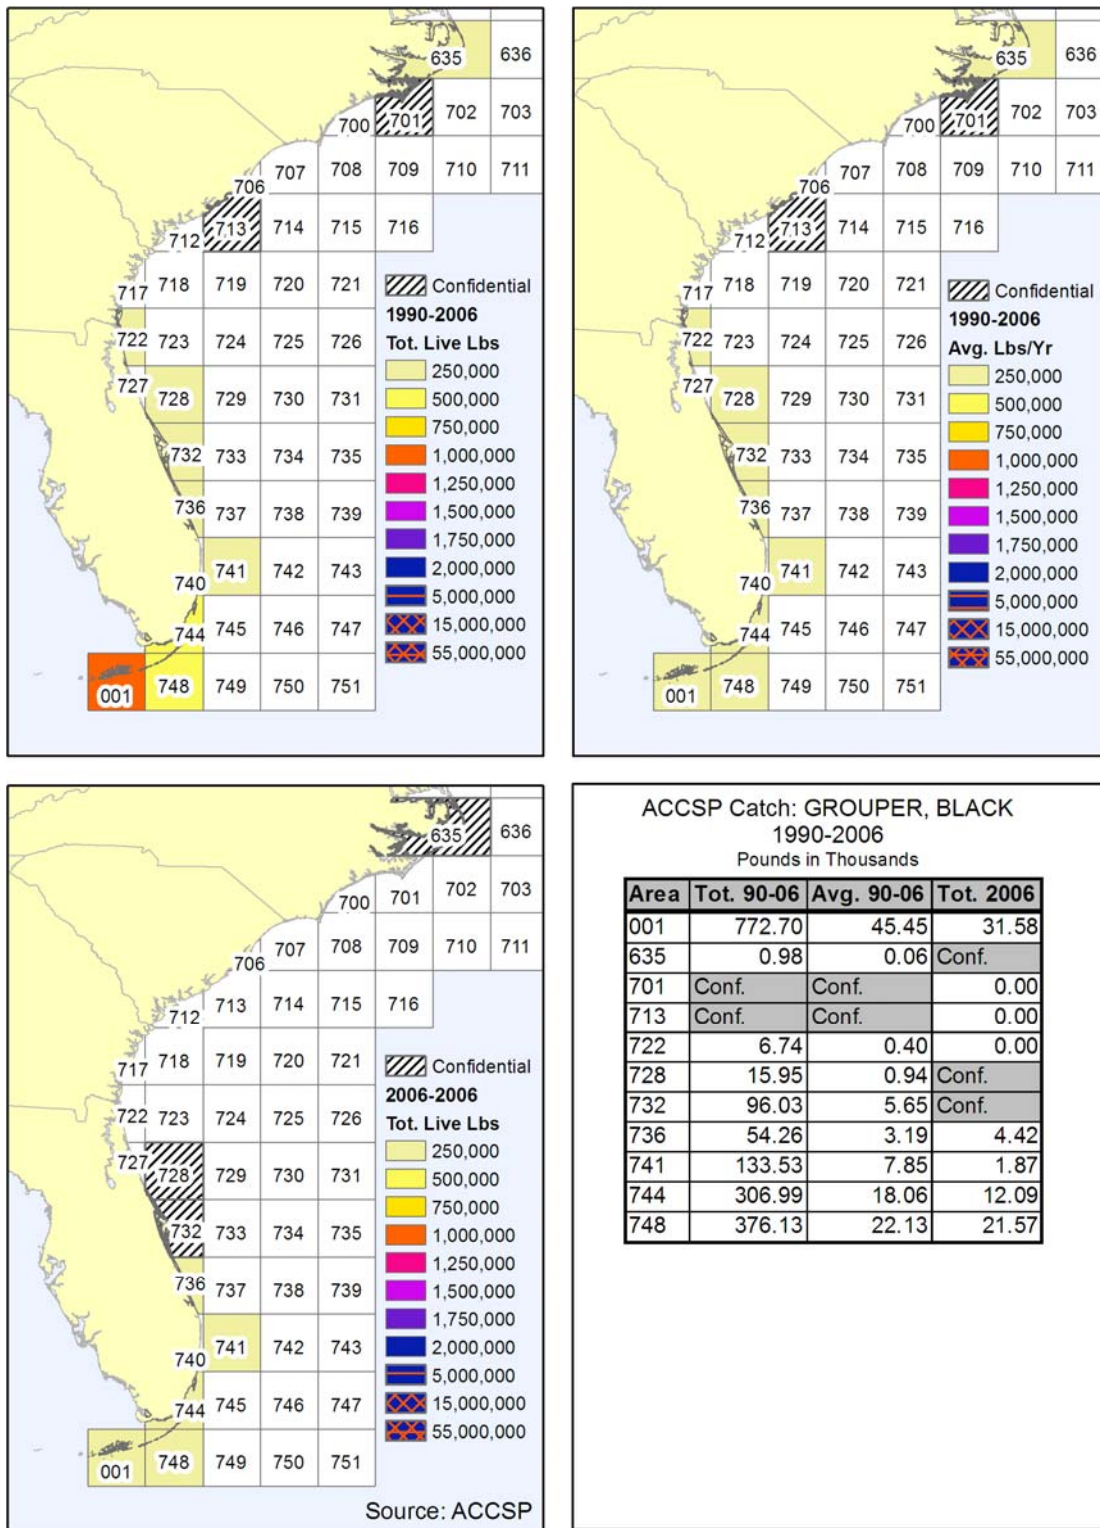 635 636
700 701 702 703
706 707 708 709 710 711
712 713 714 715 716
717 718 719 720 721
722 723 724 725 726
727 728 729 730 731
732 733 734 735
736 737 738 739
740 741 742 743
744 745 746 747
001 748 749 750 751
Confidential
1990-2006
Tot. Live Lbs
250,000
500,000
750,000
1,000,000
1,250,000
1,500,000
1,750,000
2,000,000
5,000,000
15,000,000
55,000,000
635 636
700 701 702 703
706 707 708 709 710 711
712 713 714 715 716
717 718 719 720 721
722 723 724 725 726
727 728 729 730 731
732 733 734 735
736 737 738 739
740 741 742 743
744 745 746 747
001 748 749 750 751
Confidential
1990-2006
Avg. Lbs/Yr
250,000
500,000
750,000
1,000,000
1,250,000
1,500,000
1,750,000
2,000,000
5,000,000
15,000,000
55,000,000
635 636
700 701 702 703
706 707 708 709 710 711
712 713 714 715 716
717 718 719 720 721
722 723 724 725 726
727 728 729 730 731
732 733 734 735
736 737 738 739
740 741 742 743
744 745 746 747
001 748 749 750 751
Confidential
2006-2006
Tot. Live Lbs
250,000
500,000
750,000
1,000,000
1,250,000
1,500,000
1,750,000
2,000,000
5,000,000
15,000,000
55,000,000
Source: ACCSP
ACCSP Catch: GROUPER, BLACK
1990-2006
Pounds in Thousands
Area Tot. 90-06 Avg. 90-06 Tot. 2006
001 772.70 45.45 31.58
635 0.98 0.06 Conf.
701 Conf. Conf. 0.00
713 Conf. Conf. 0.00
722 6.74 0.40 0.00
728 15.95 0.94 Conf.
732 96.03 5.65 Conf.
736 54.26 3.19 4.42
741 133.53 7.85 1.87
744 306.99 18.06 12.09
748 376.13 22.13 21.57